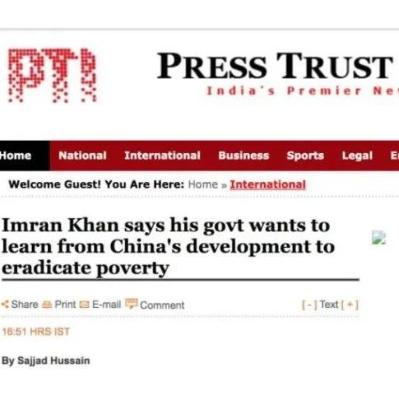 PTI PRESS TRUST
India's Premier Ne
Home National International Business Sports Legal E
Welcome Guest! You Are Here: Home » International
Imran Khan says his govt wants to
learn from China's development to
eradicate poverty
Share Print E-mail Comment [ - ] Text [ + ]
16:51 HRS IST
By Sajjad Hussain